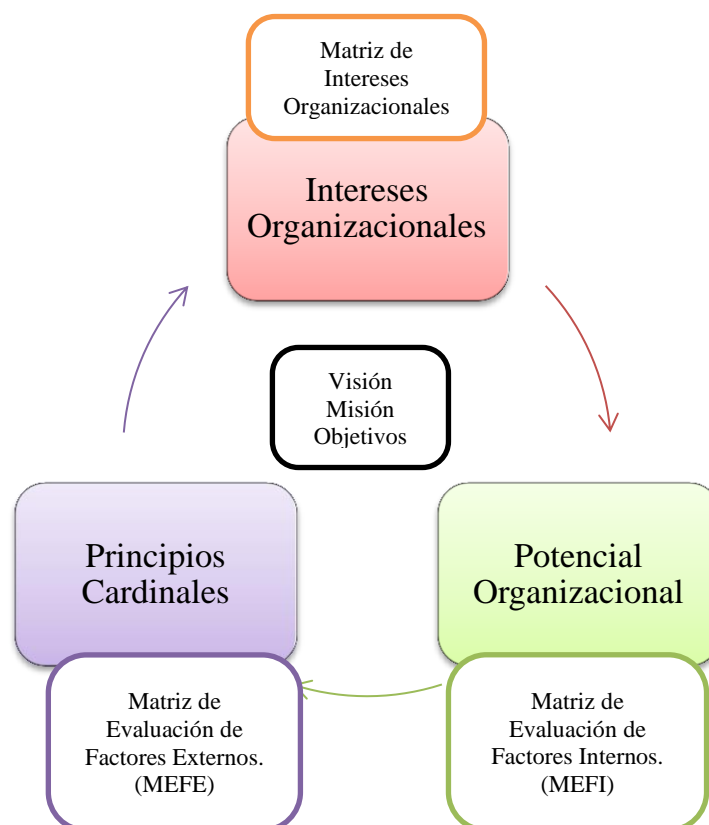 Matriz de
Intereses
Organizacionales
Intereses
Organizacionales
Visión
Misión
Objetivos
Principios
Cardinales
Matriz de
Evaluación de
Factores Externos.
(MEFE)
Potencial
Organizacional
Matriz de
Evaluación de
Factores Internos.
(MEFI)